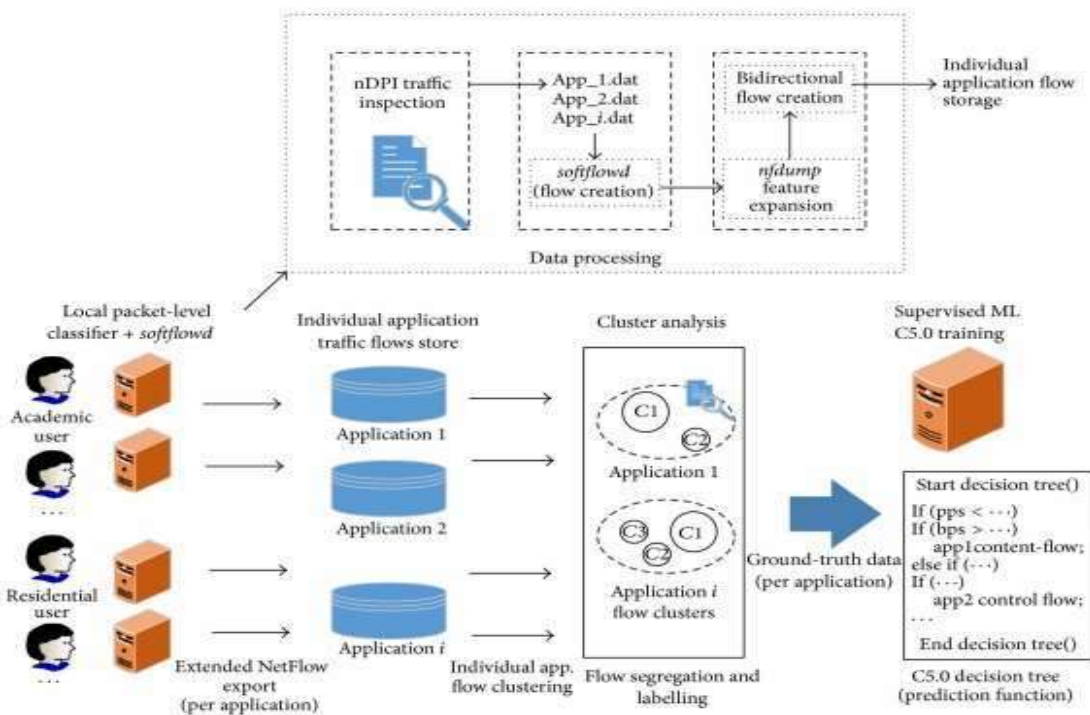 nDPI traffic
inspection
App_1.dat
App_2.dat
App_i.dat
softflowd
(flow creation)
Bidirectional
flow creation
nfdump
feature
expansion
Individual
application flow
storage
Data processing
Local packet-level
classifier + softflowd
Individual application
traffic flows store
Cluster analysis
Supervised ML
C5.0 training
Academic
user
...
Residential
user
...
Application 1
Application 2
Application i
C1
C2
Application 1
C3
C1
C2
Application i
flow clusters
Ground-truth data
(per application)
Start decision tree()
If (pps < ···)
If (bps > ···)
app1content-flow;
else if (···)
If (···)
app2 control flow;
...
End decision tree()
Extended NetFlow
export
(per application)
Individual app.
flow clustering
Flow segregation and
labelling
C5.0 decision tree
(prediction function)